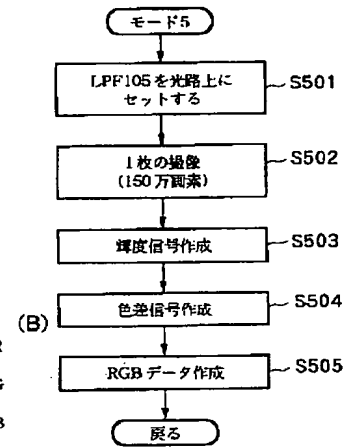 モード5
LPF105を光路上に
セットする
S501
1枚の撮像
(150万画素)
S502
輝度信号作成
S503
色差信号作成
S504
(B)
RGBデータ作成
S505
R
G
B
戻る